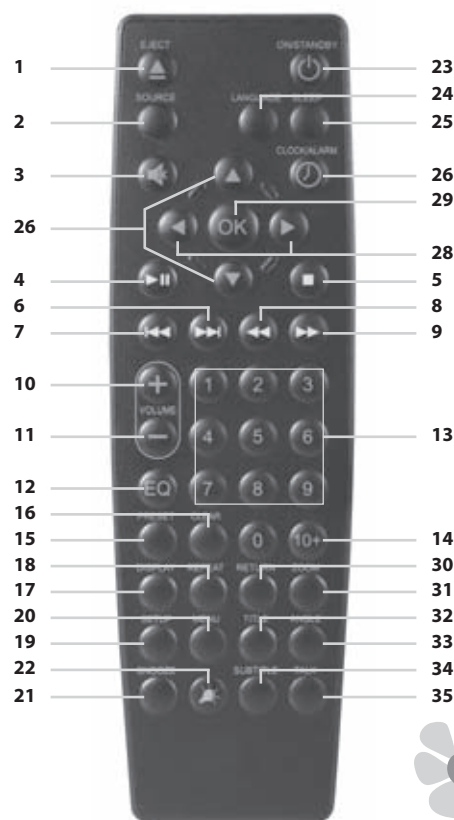 EJECT ON/STANDBY
1 23
SOURCE LANGUAGE SLEEP 24
2 25
CLOCK/ALARM
3 26
OK 29
26
28
4 5
6 8
7 9
10 + 1 2 3
VOLUME
11 − 4 5 6 13
12 EQ 7 8 9
16
PRESET CLEAR
15 0 10+ 14
18 30
DISPLAY REPEAT RETURN ZOOM
17 31
20 32
SETUP MENU TITLE ANGLE
19 33
22 34
SNOOZE SUBTITLE
21 35